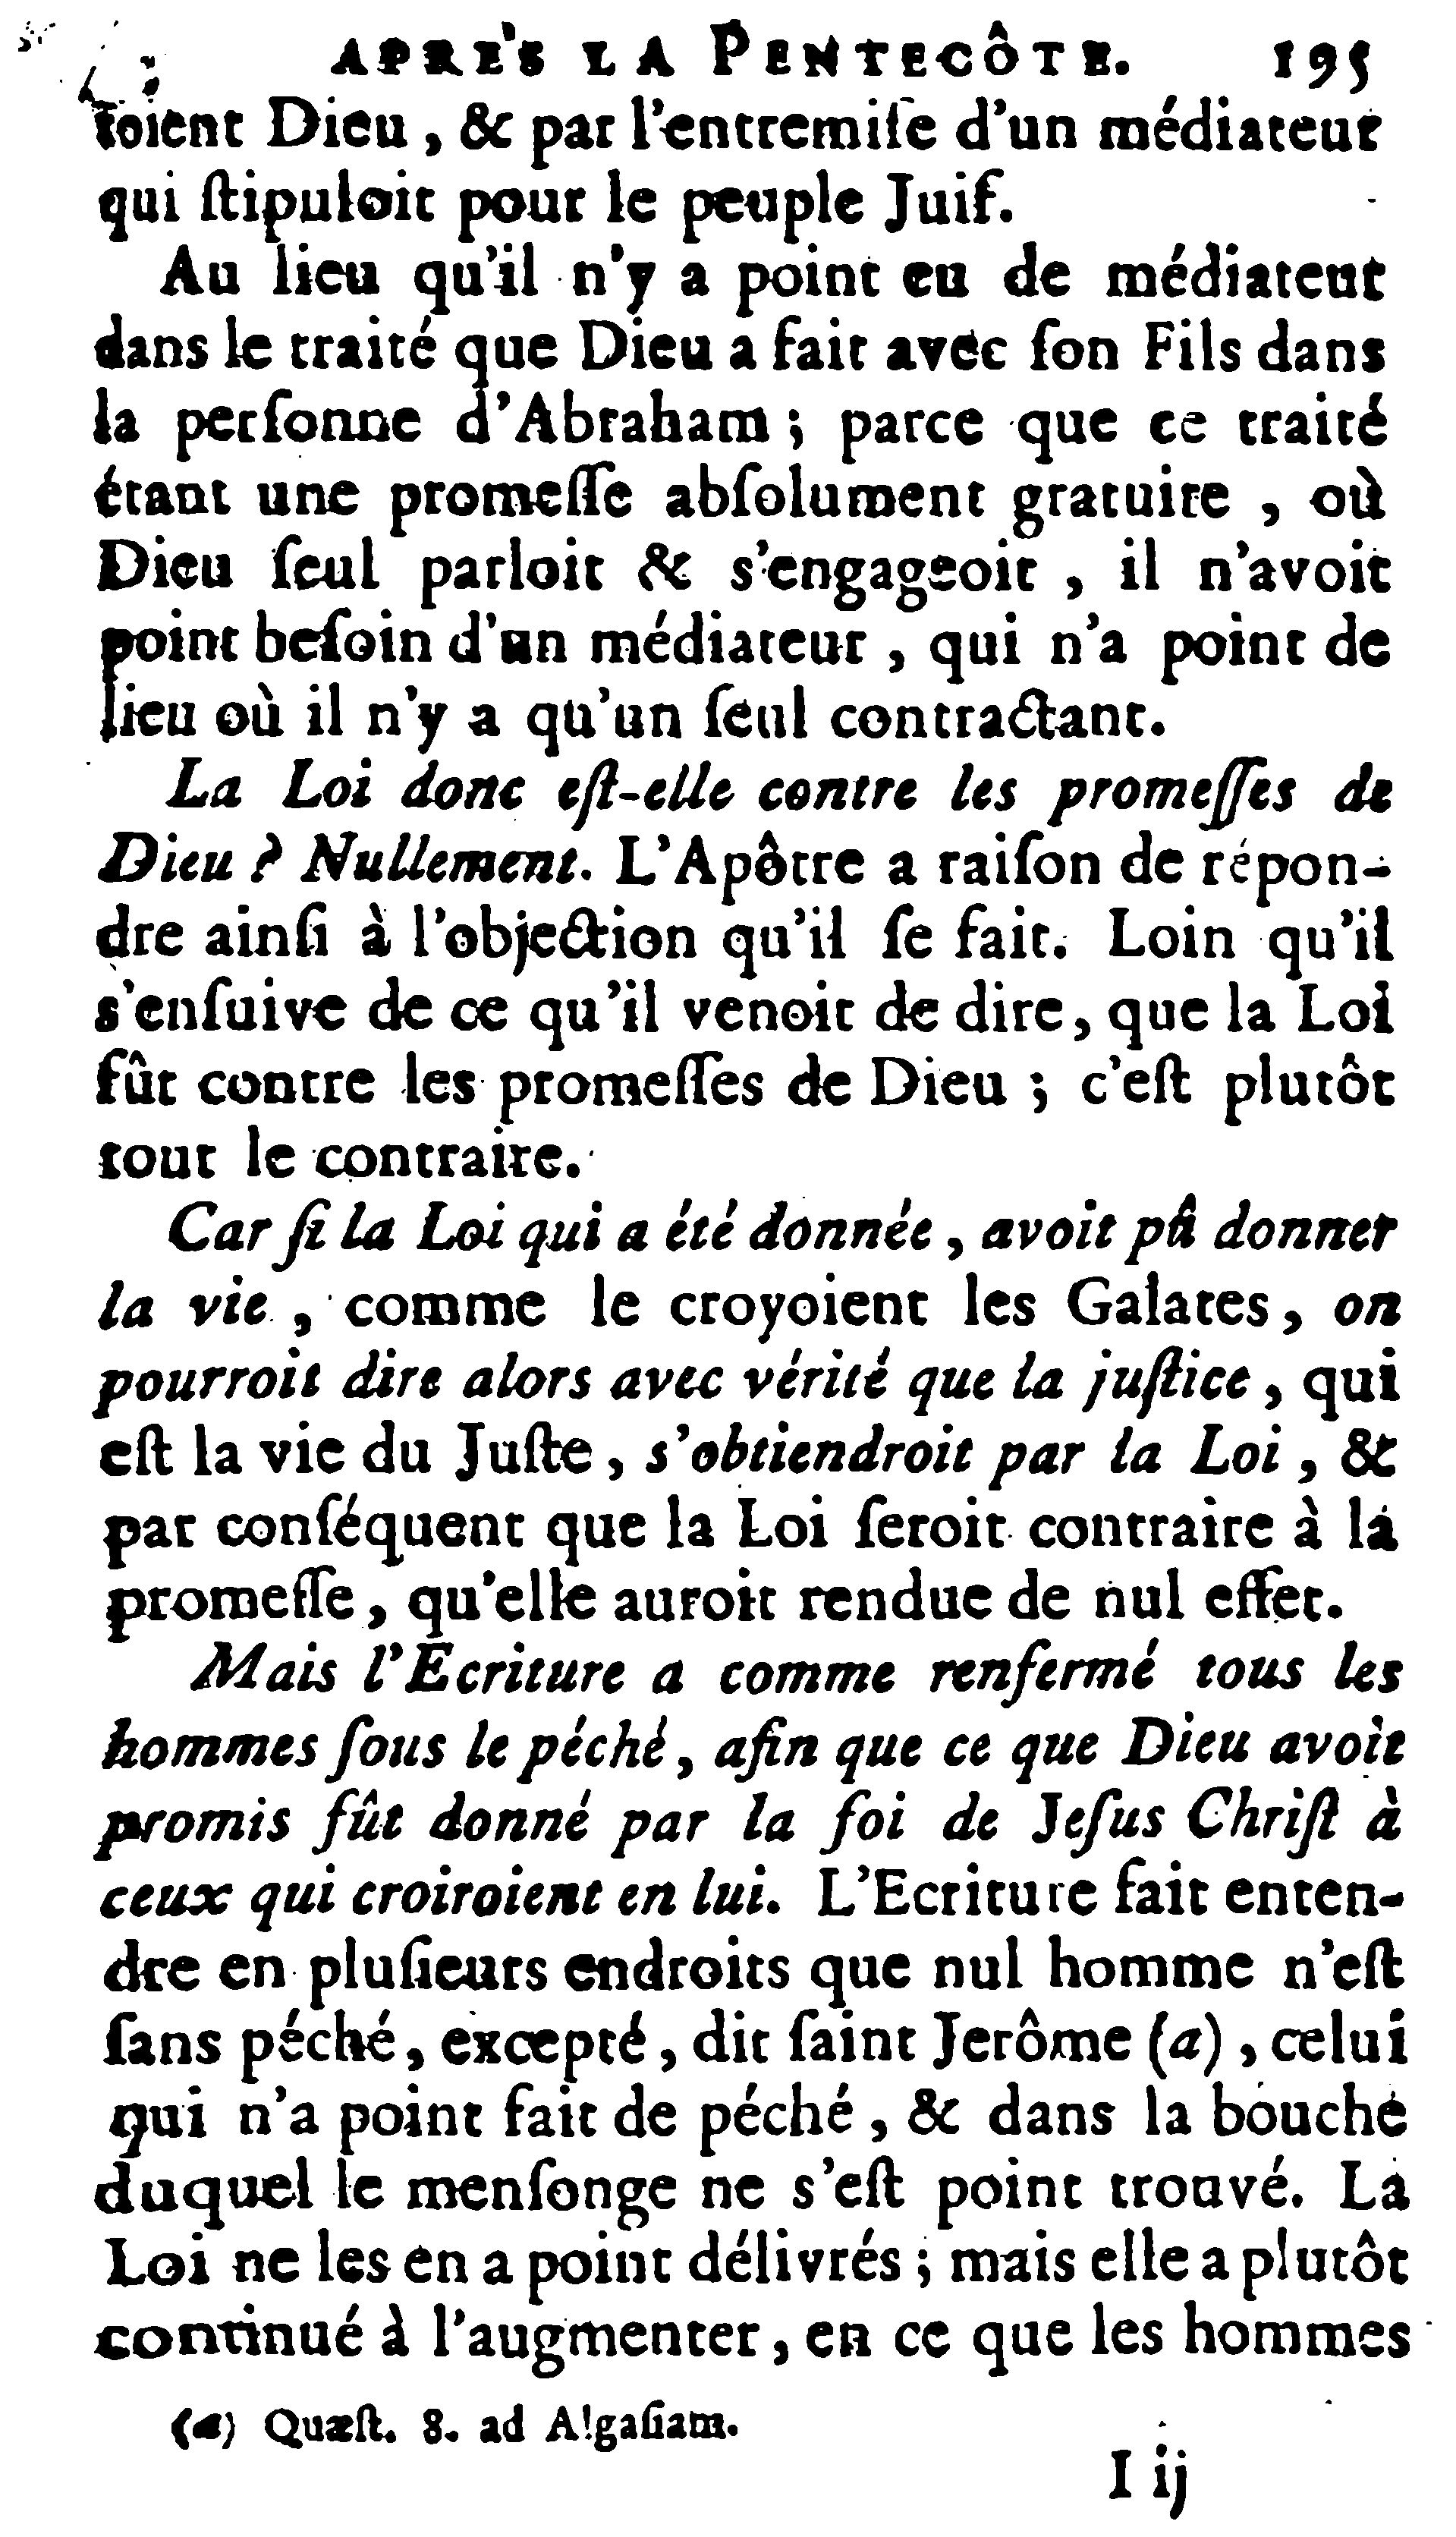 APRE'S LA PENTECÔTE. 195
toient Dieu, & par l'entremiſe d'un médiateur
qui ſtipuloit pour le peuple Juif.
Au lieu qu'il n'y a point eu de médiateur
dans le traité que Dieu a fait avec ſon Fils dans
la perſonne d'Abraham; parce que ce traité
étant une promeſſe abſolument gratuite, où
Dieu ſeul parloit & s'engageoit, il n'avoit
point beſoin d'un médiateur, qui n'a point de
lieu où il n'y a qu'un ſeul contractant.
La Loi donc eſt-elle contre les promeſſes de
Dieu? Nullement. L'Apôtre a raiſon de répon-
dre ainſi à l'objection qu'il ſe fait. Loin qu'il
s'enſuive de ce qu'il venoit de dire, que la Loi
fût contre les promeſſes de Dieu; c'eſt plutôt
tout le contraire.
Car ſi la Loi qui a été donnée, avoit pû donner
la vie, comme le croyoient les Galates, on
pourroit dire alors avec vérité que la juſtice, qui
eſt la vie du Juſte, s'obtiendroit par la Loi, &
par conſéquent que la Loi ſeroit contraire à la
promeſſe, qu'elle auroit rendue de nul effet.
Mais l'Ecriture a comme renfermé tous les
hommes ſous le péché, afin que ce que Dieu avoit
promis fût donné par la foi de Jeſus Chriſt à
ceux qui croiroient en lui. L'Ecriture fait enten-
dre en pluſieurs endroits que nul homme n'eſt
ſans péché, excepté, dit ſaint Jerôme (a), celui
qui n'a point fait de péché, & dans la bouche
duquel le menſonge ne s'eſt point trouvé. La
Loi ne les en a point délivrés; mais elle a plutôt
continué à l'augmenter, en ce que les hommes
(a) Quæſt. 8. ad Algaſiam.
I ij